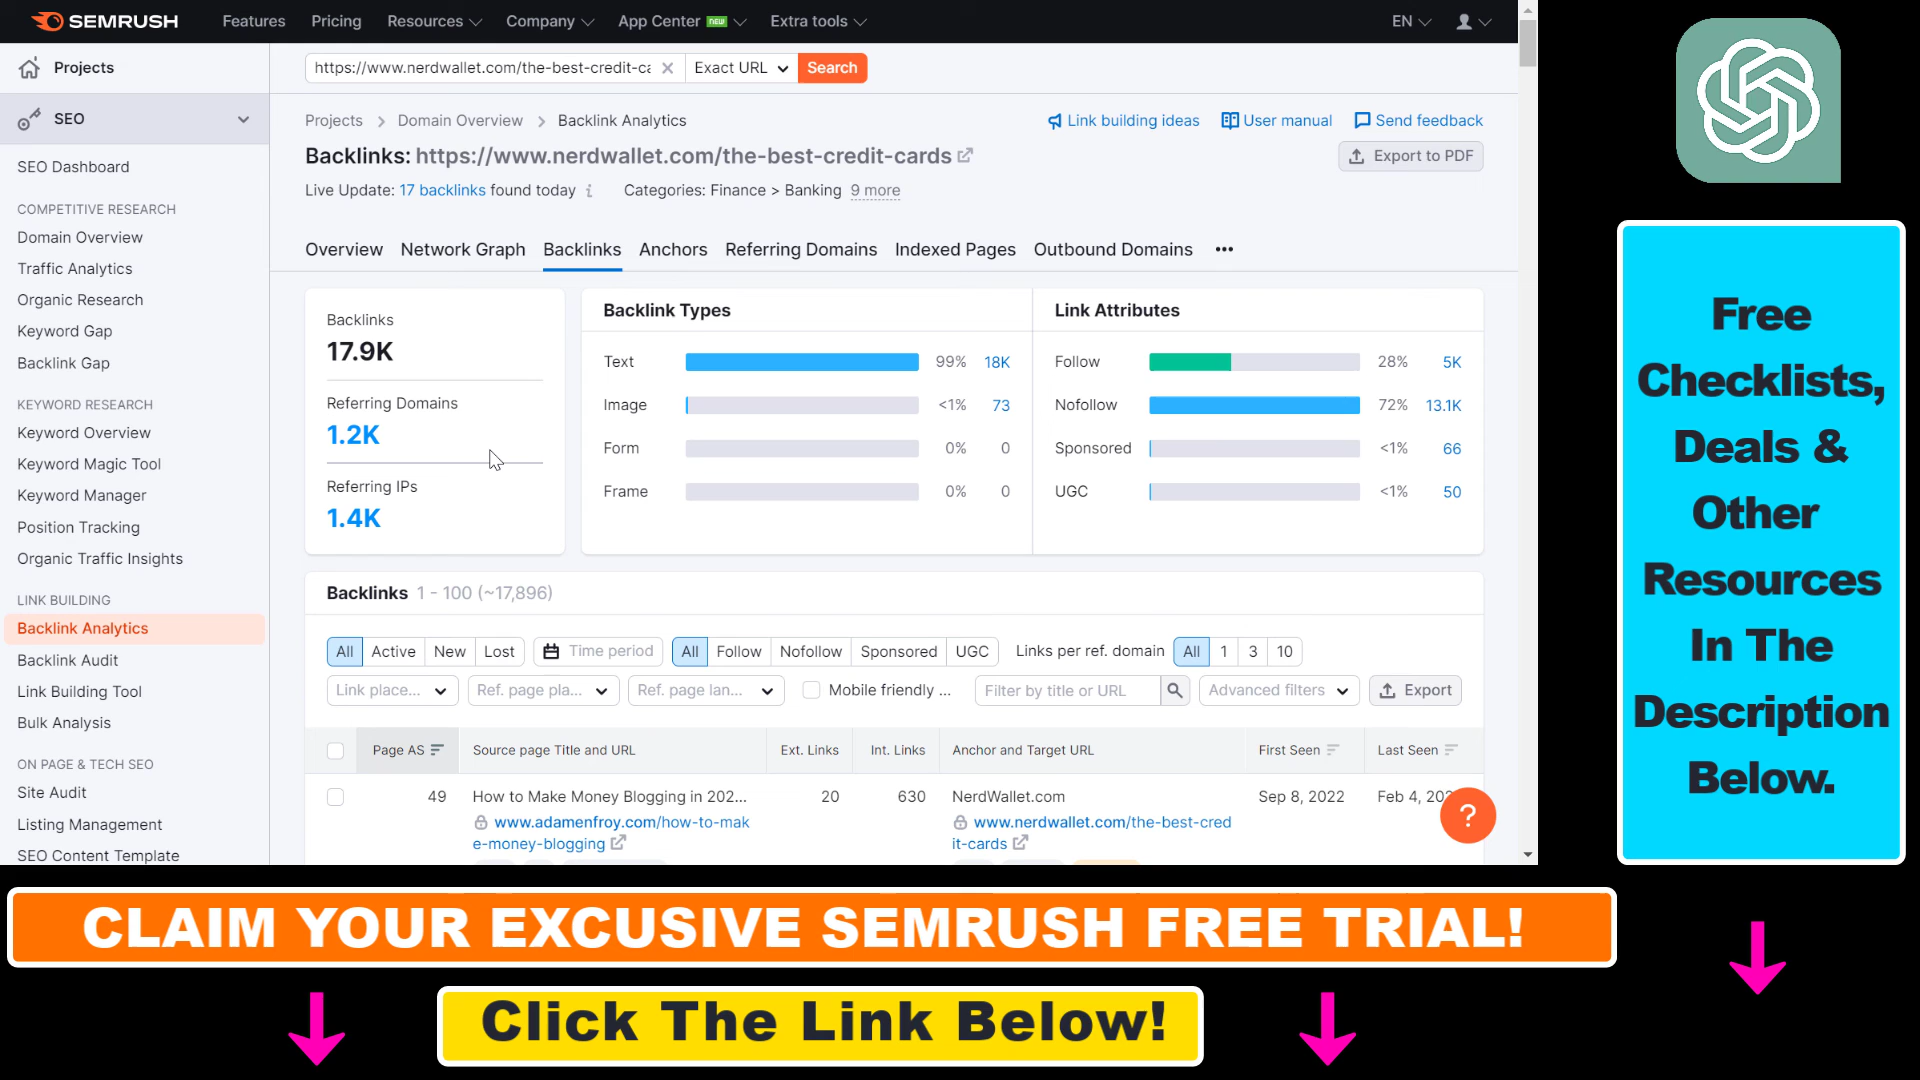 SEMRUSH Features Pricing Resources Company App Center NEW Extra tools EN
Projects
https://www.nerdwallet.com/the-best-credit-ca Exact URL Search
SEO
Projects > Domain Overview > Backlink Analytics
Link building ideas User manual Send feedback
Backlinks: https://www.nerdwallet.com/the-best-credit-cards
Export to PDF
Live Update: 17 backlinks found today i Categories: Finance > Banking 9 more
Overview Network Graph Backlinks Anchors Referring Domains Indexed Pages Outbound Domains •••
SEO Dashboard
COMPETITIVE RESEARCH
Domain Overview
Traffic Analytics
Organic Research
Keyword Gap
Backlink Gap
KEYWORD RESEARCH
Keyword Overview
Keyword Magic Tool
Keyword Manager
Position Tracking
Organic Traffic Insights
LINK BUILDING
Backlink Analytics
Backlink Audit
Link Building Tool
Bulk Analysis
ON PAGE & TECH SEO
Site Audit
Listing Management
SEO Content Template
Backlinks
17.9K
Referring Domains
1.2K
Referring IPs
1.4K
Backlink Types
Text 99% 18K
Image <1% 73
Form 0% 0
Frame 0% 0
Link Attributes
Follow 28% 5K
Nofollow 72% 13.1K
Sponsored <1% 66
UGC <1% 50
Backlinks 1 - 100 (~17,896)
All Active New Lost Time period All Follow Nofollow Sponsored UGC Links per ref. domain All 1 3 10
Link place... Ref. page pla... Ref. page lan... Mobile friendly ... Filter by title or URL Advanced filters Export
Page AS Source page Title and URL Ext. Links Int. Links Anchor and Target URL First Seen Last Seen
49 How to Make Money Blogging in 202... 20 630 NerdWallet.com Sep 8, 2022 Feb 4, 202
www.adamenfroy.com/how-to-mak www.nerdwallet.com/the-best-cred
e-money-blogging it-cards
?
Free
Checklists,
Deals &
Other
Resources
In The
Description
Below.
CLAIM YOUR EXCUSIVE SEMRUSH FREE TRIAL!
Click The Link Below!